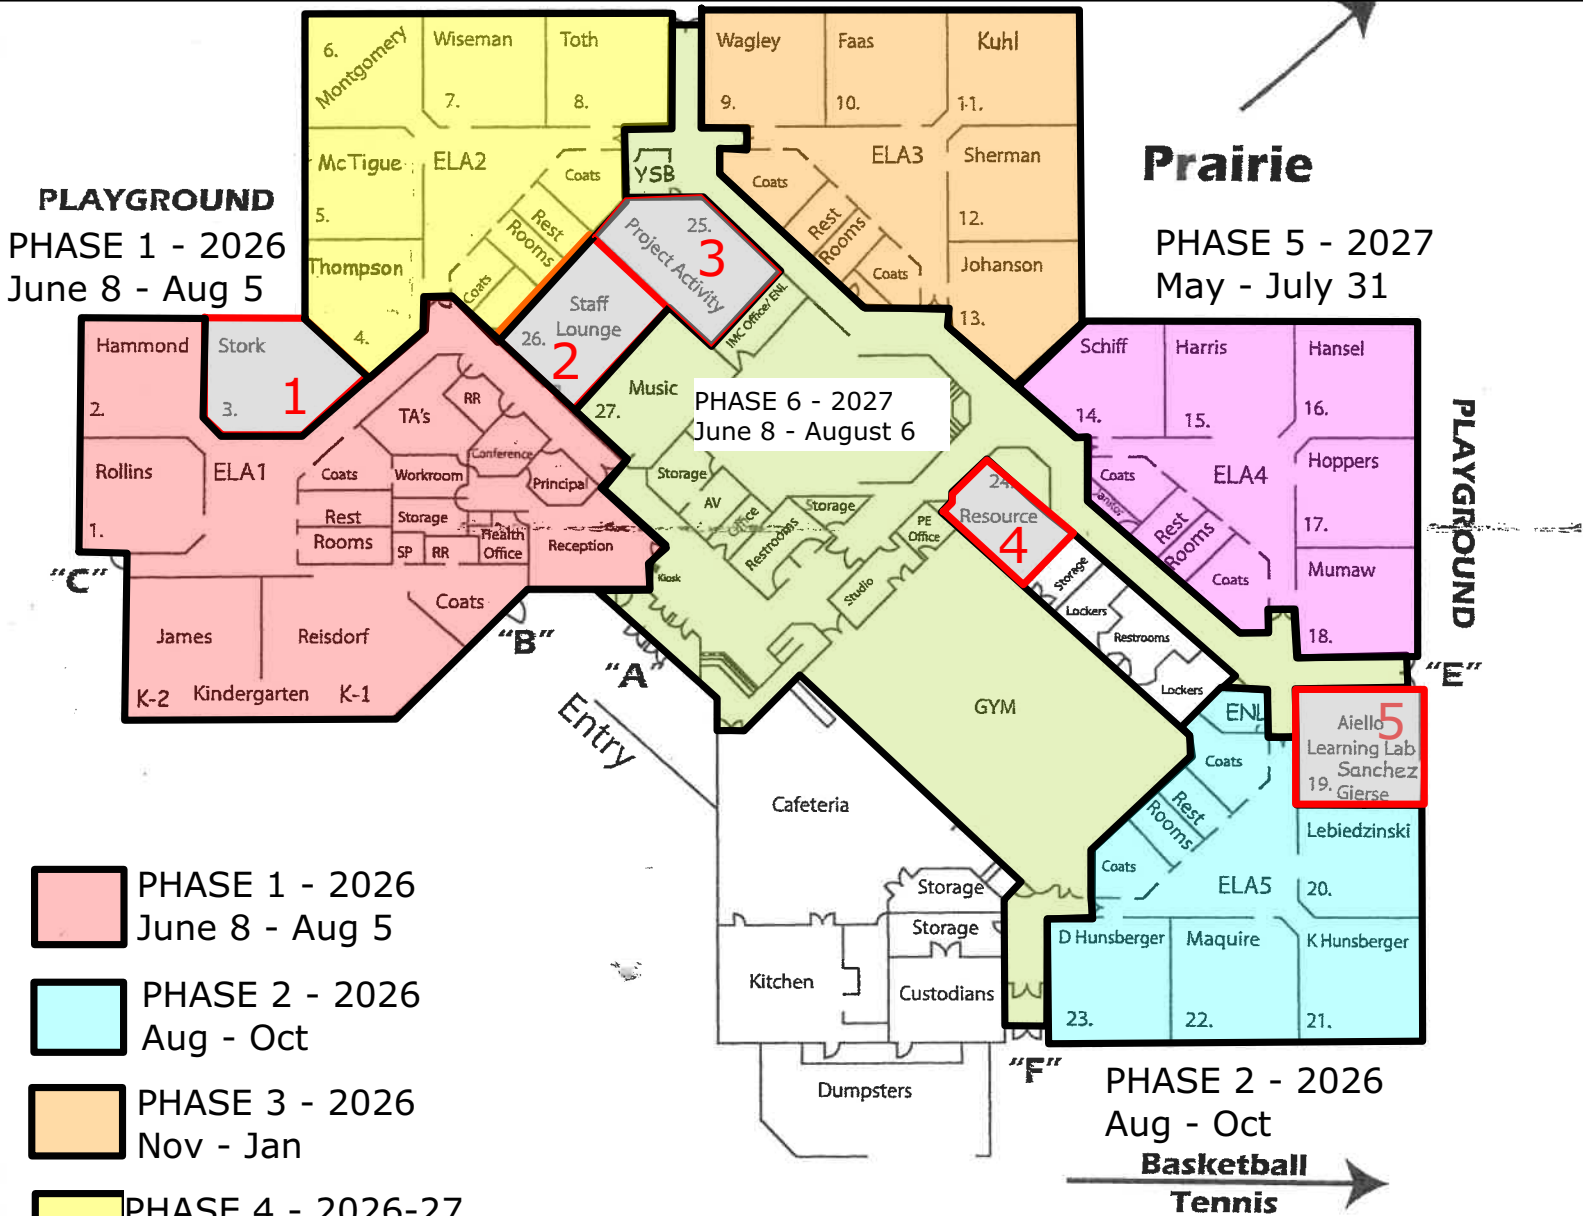 6.
Montgomery
Wiseman
7.
Toth
8.
Wagley
9.
Faas
10.
Kuhl
11.
McTigue
5.
ELA2
Coats
YSB
Rest
Rooms
Coats
Thompson
4.
ELA3
Coats
Sherman
12.
Rest
Rooms
Coats
Johanson
13.
Prairie
PLAYGROUND
PHASE 1 - 2026
June 8 - Aug 5
PHASE 5 - 2027
May - July 31
25.
Project Activity
3
Staff
Lounge
26.
2
IMC Office/ ENL
Hammond
2.
Stork
3.
1
Music
27.
PHASE 6 - 2027
June 8 - August 6
Schiff
14.
Harris
15.
Hansel
16.
PLAYGROUND
TA's
RR
Conference
Principal
Rollins
1.
ELA1
Coats
Workroom
Rest
Rooms
Storage
SP
RR
Health
Office
Reception
Storage
AV
Office
Restrooms
Storage
PE
Office
Studio
Kiosk
24.
Resource
4
Storage
Lockers
Restrooms
Lockers
Coats
Janitor
ELA4
Hoppers
17.
Rest
Rooms
Coats
Mumaw
18.
"C"
James
Reisdorf
Coats
K-2
Kindergarten
K-1
"B"
"A"
Entry
GYM
"E"
ENL
Aiello
5
Learning Lab
Sanchez
19.
Gierse
Coats
Rest
Rooms
Coats
Lebiedzinski
20.
ELA5
Cafeteria
Storage
Storage
Kitchen
Custodians
Dumpsters
D Hunsberger
23.
Maquire
22.
K Hunsberger
21.
"F"
PHASE 2 - 2026
Aug - Oct
Basketball
Tennis
PHASE 1 - 2026
June 8 - Aug 5
PHASE 2 - 2026
Aug - Oct
PHASE 3 - 2026
Nov - Jan
PHASE 4 - 2026-27